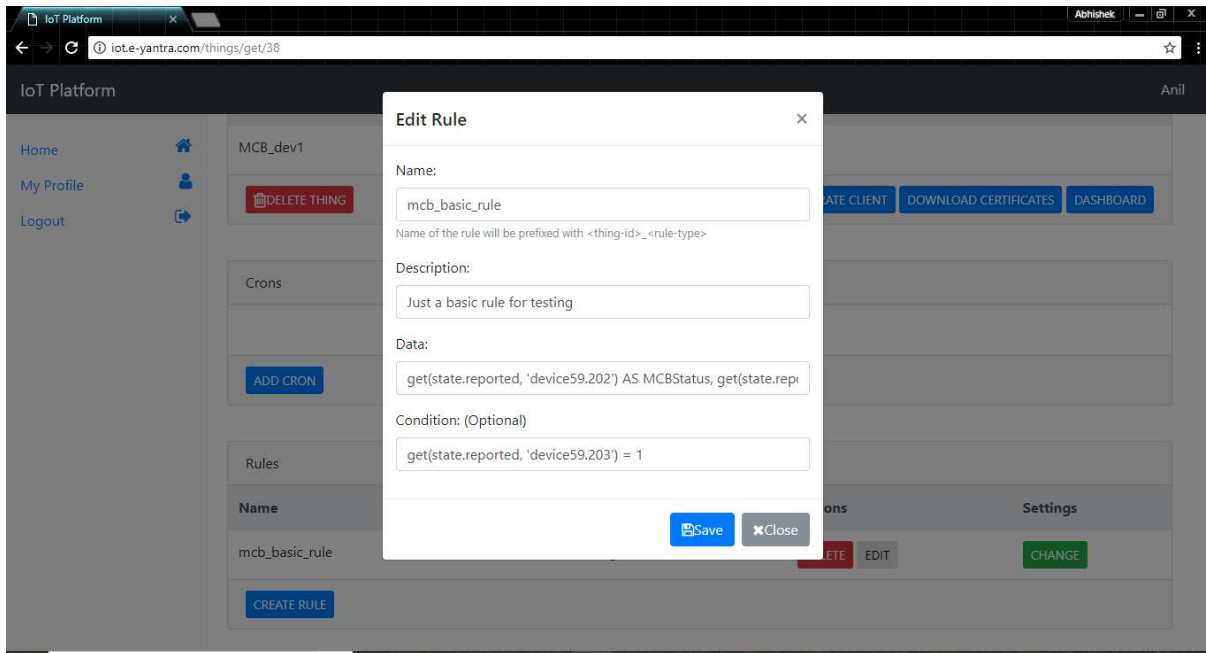 IoT Platform
Abhishek
iot.e-yantra.com/things/get/38
IoT Platform
Anil
Home
My Profile
Logout
MCB_dev1
DELETE THING
CLIENT
DOWNLOAD CERTIFICATES
DASHBOARD
Crons
ADD CRON
Rules
Name
Settings
mcb_basic_rule
EDIT
CHANGE
CREATE RULE
Edit Rule
Name:
mcb_basic_rule
Name of the rule will be prefixed with <thing-id>_<rule-type>
Description:
Just a basic rule for testing
Data:
get(state.reported, 'device59.202') AS MCBStatus, get(state.repo
Condition: (Optional)
get(state.reported, 'device59.203') = 1
Save
Close